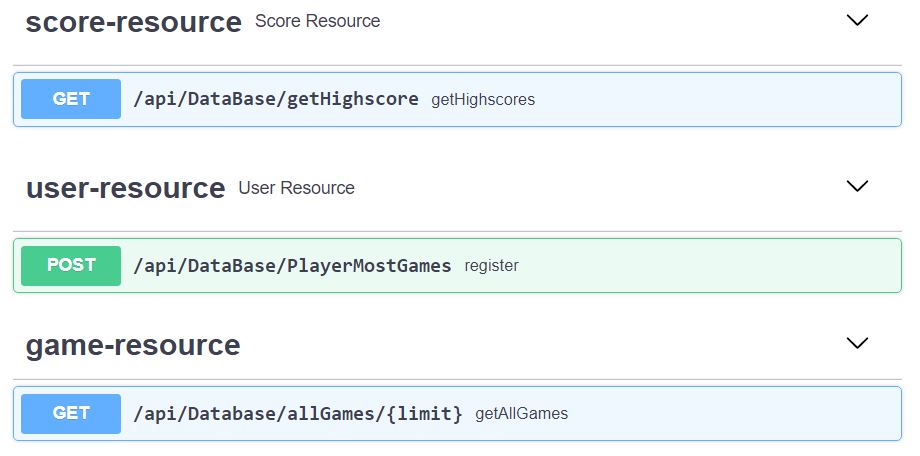 score-resource Score Resource
GET /api/DataBase/getHighscore getHighscores
user-resource User Resource
POST /api/DataBase/PlayerMostGames register
game-resource
GET /api/Database/allGames/{limit} getAllGames